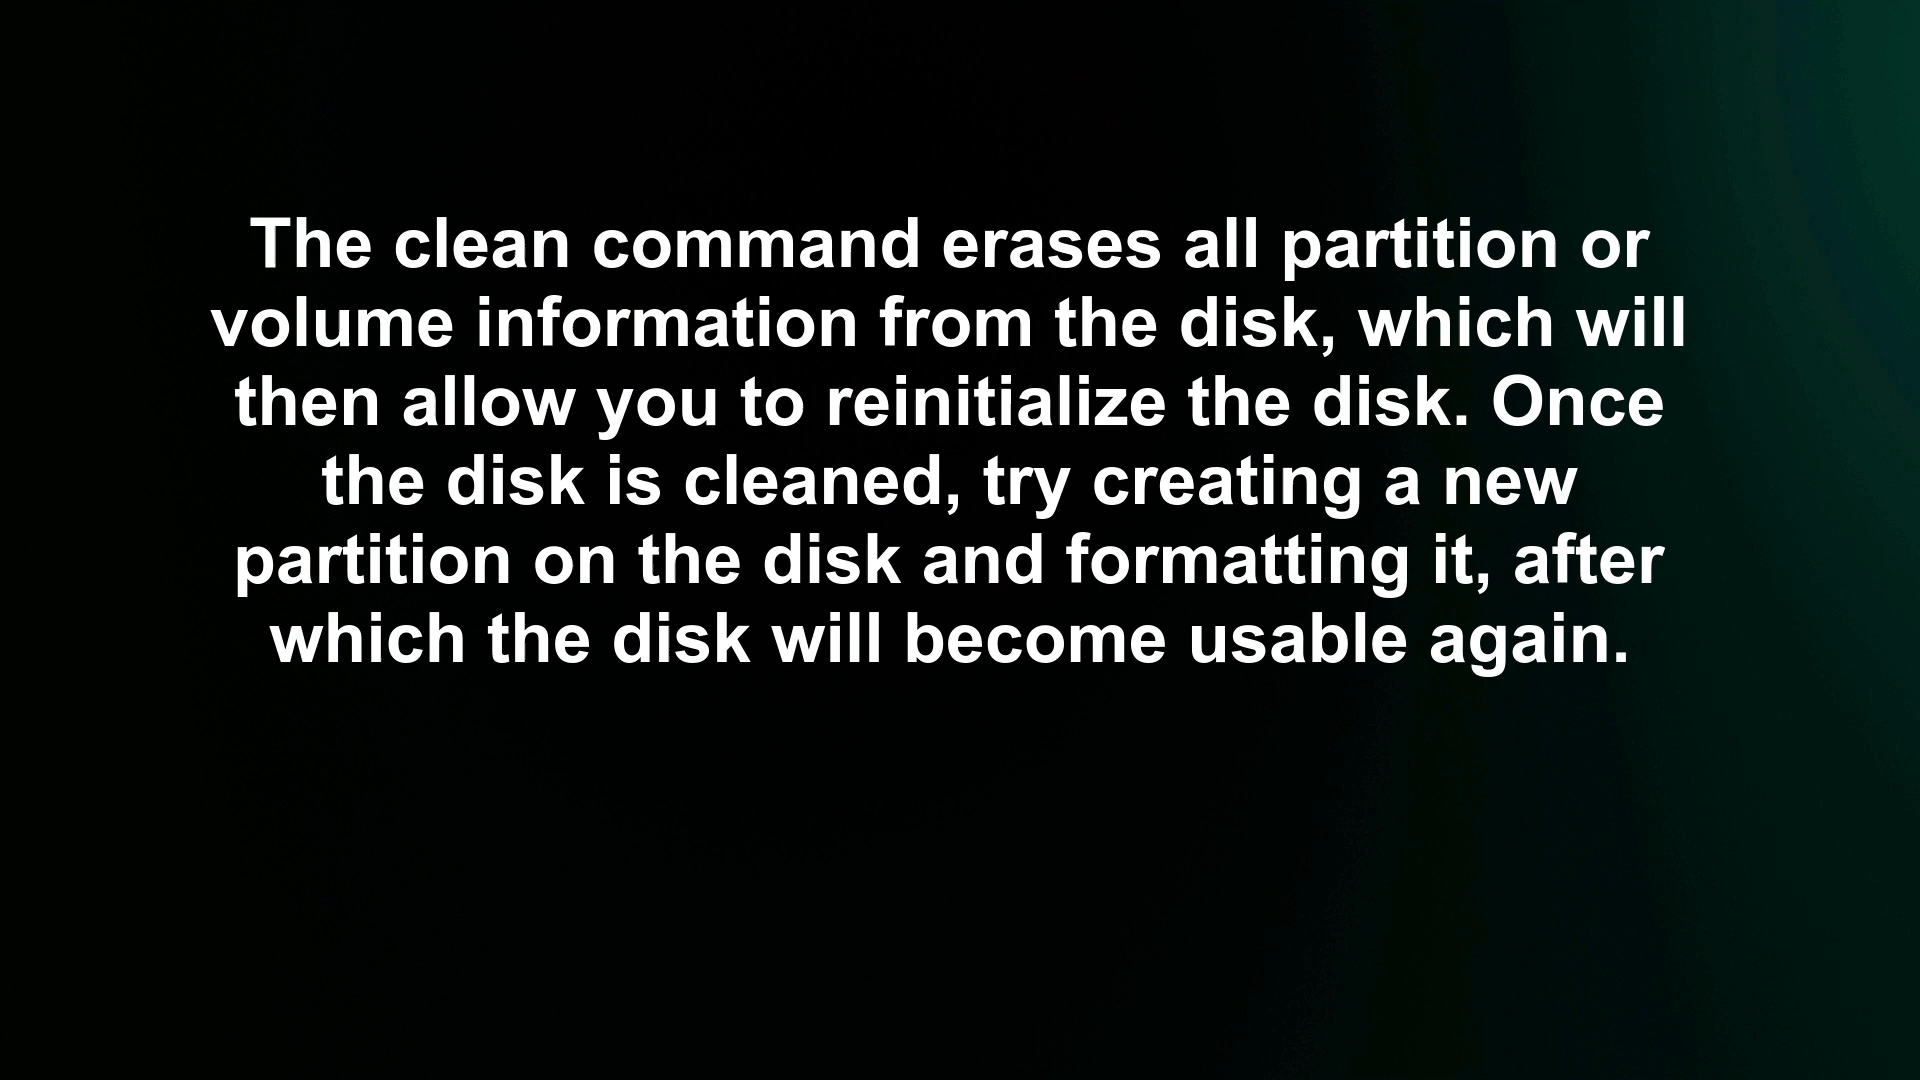 The clean command erases all partition or
volume information from the disk, which will
then allow you to reinitialize the disk. Once
the disk is cleaned, try creating a new
partition on the disk and formatting it, after
which the disk will become usable again.